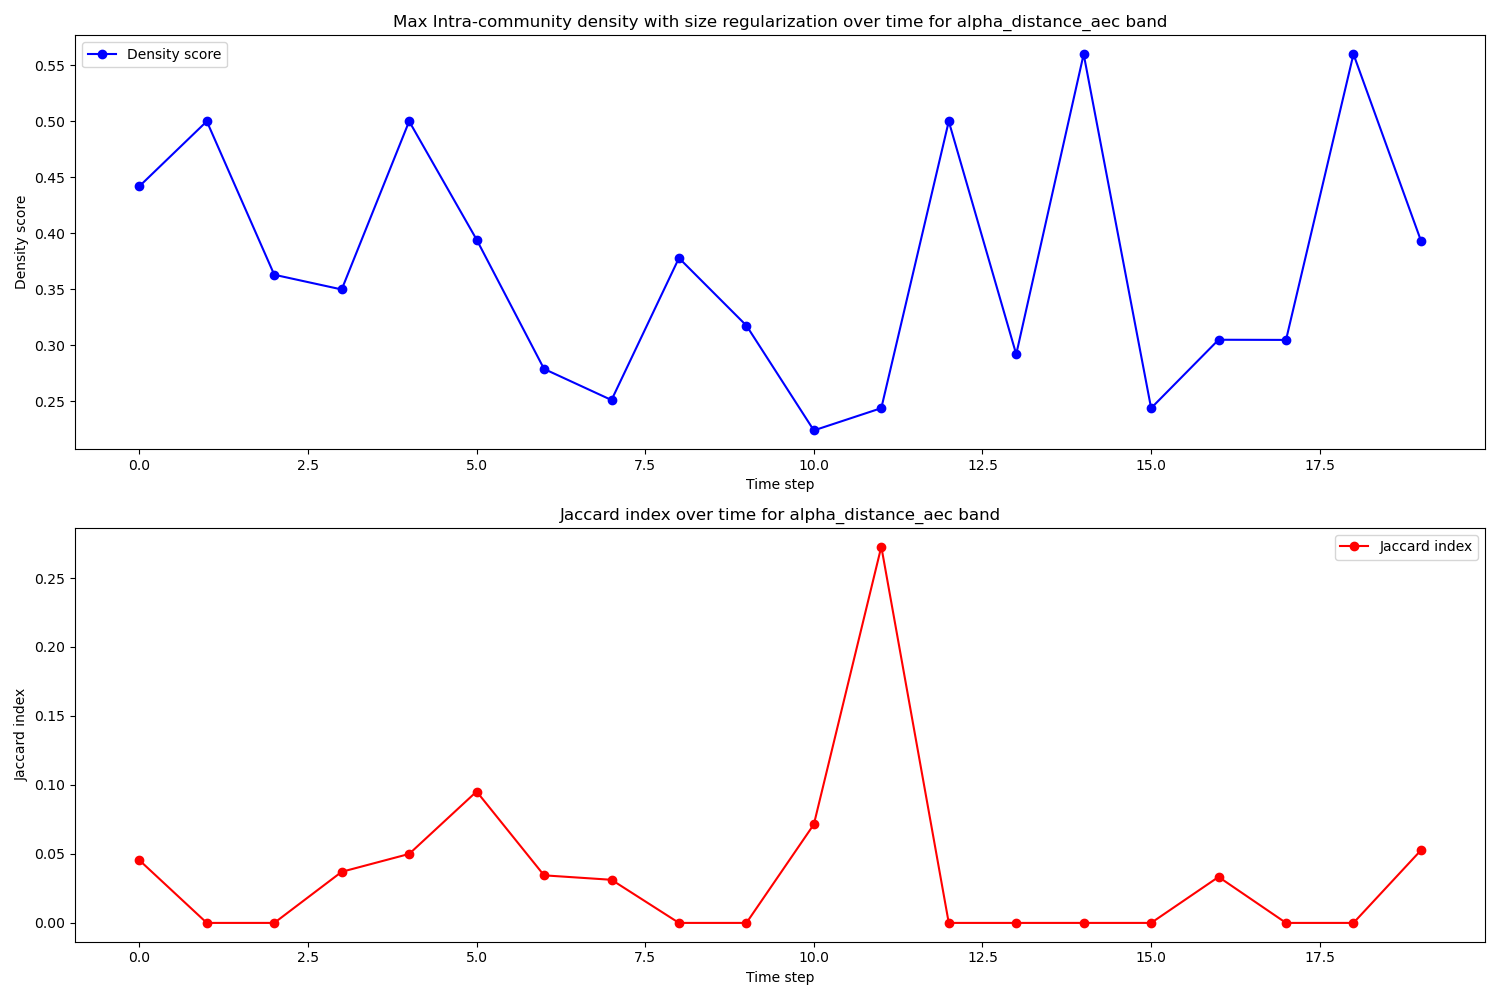 Max Intra-community density with size regularization over time for alpha_distance_aec band
Density score
0.55
0.50
0.45
0.40
0.35
0.30
0.25
Density score
0.0 2.5 5.0 7.5 10.0 12.5 15.0 17.5
Time step
Jaccard index over time for alpha_distance_aec band
Jaccard index
0.25
0.20
0.15
0.10
0.05
0.00
Jaccard index
0.0 2.5 5.0 7.5 10.0 12.5 15.0 17.5
Time step